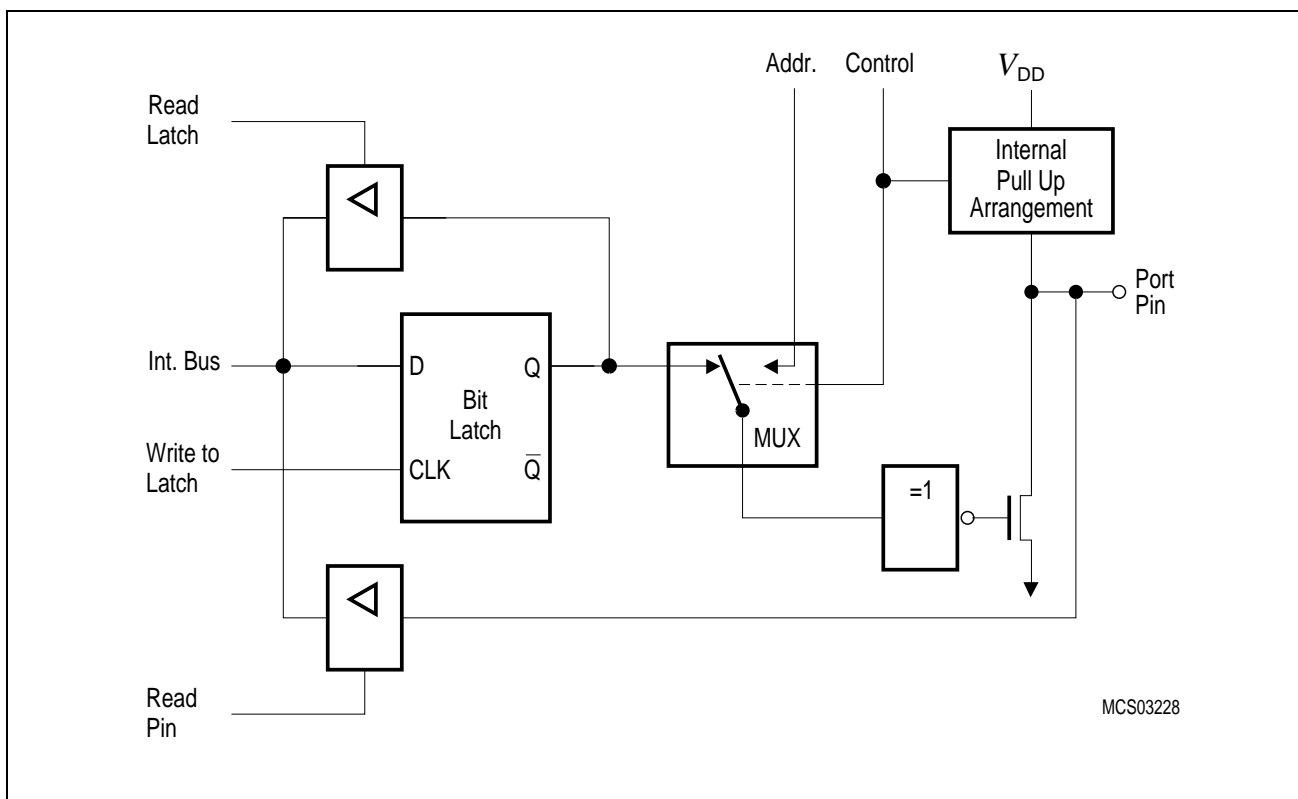 Addr.
Control
VDD
Read
Latch
Internal
Pull Up
Arrangement
Port
Pin
Int. Bus
D
Q
Bit
Latch
MUX
Write to
Latch
CLK
Q̅
=1
Read
Pin
MCS03228